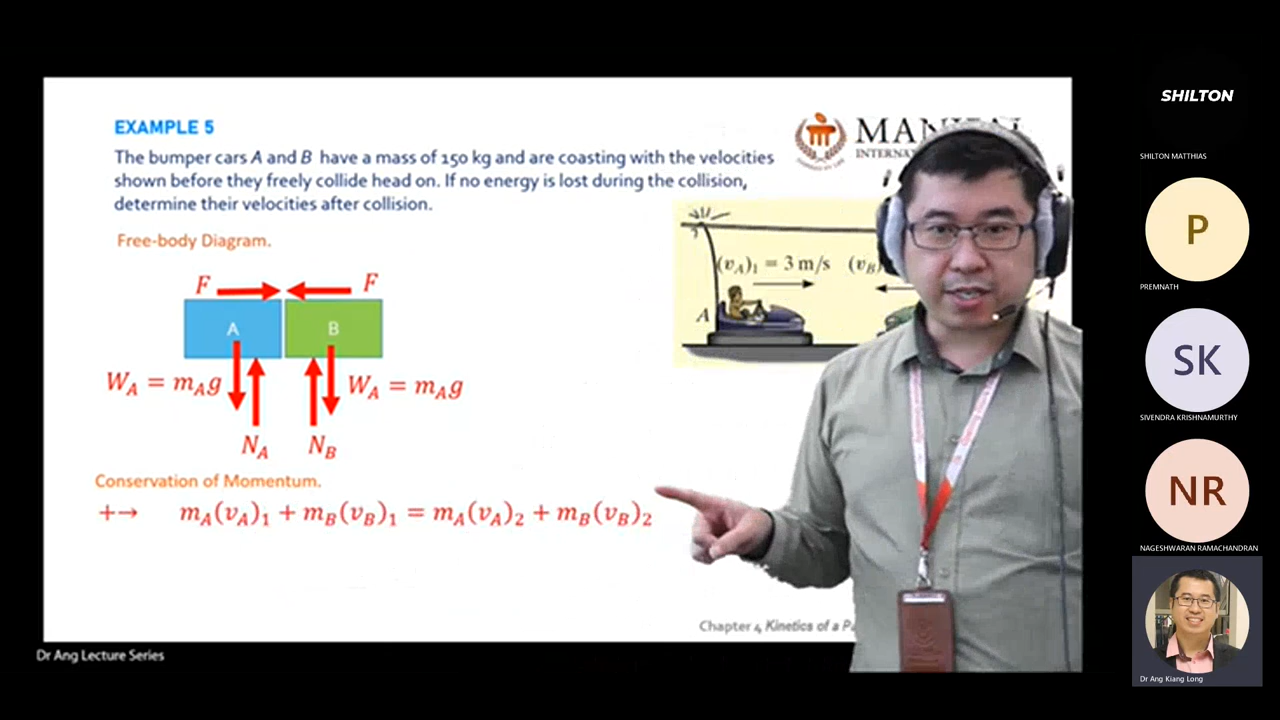 EXAMPLE 5
The bumper cars A and B have a mass of 150 kg and are coasting with the velocities
shown before they freely collide head on. If no energy is lost during the collision,
determine their velocities after collision.
Free-body Diagram.
F
F
A
B
W_A = m_A g
W_A = m_A g
N_A
N_B
Conservation of Momentum.
+→ m_A(v_A)_1 + m_B(v_B)_1 = m_A(v_A)_2 + m_B(v_B)_2
(v_A)_1 = 3 m/s (v_B)
A
Chapter 4, Kinetics of a
Dr Ang Lecture Series
SHILTON
SHILTON MATTHIAS
P
PREMNATH
SK
SIVENDRA KRISHNAMURTHY
NR
NAGESHWARAN RAMACHANDRAN
Dr Ang Kiang Long